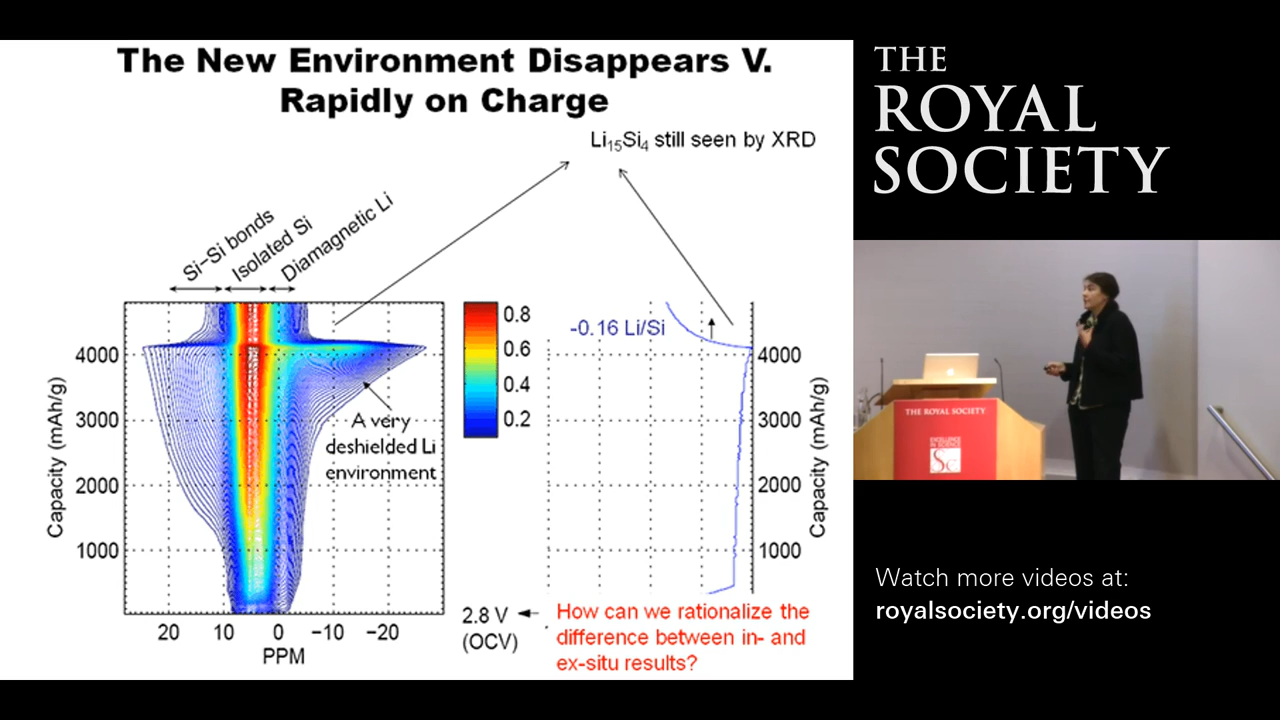 The New Environment Disappears V.
Rapidly on Charge
Li₁₅Si₄ still seen by XRD
Si–Si bonds
Isolated Si
Diamagnetic Li
-0.16 Li/Si
0.8
0.6
0.4
0.2
4000
3000
2000
1000
Capacity (mAh/g)
A very
deshielded Li
environment
20 10 0 −10 −20
PPM
4000
3000
2000
1000
Capacity (mAh/g)
2.8 V
(OCV)
How can we rationalize the
difference between in- and
ex-situ results?
THE
ROYAL
SOCIETY
THE ROYAL SOCIETY
EXCELLENCE
IN SCIENCE
Sc
Watch more videos at:
royalsociety.org/videos